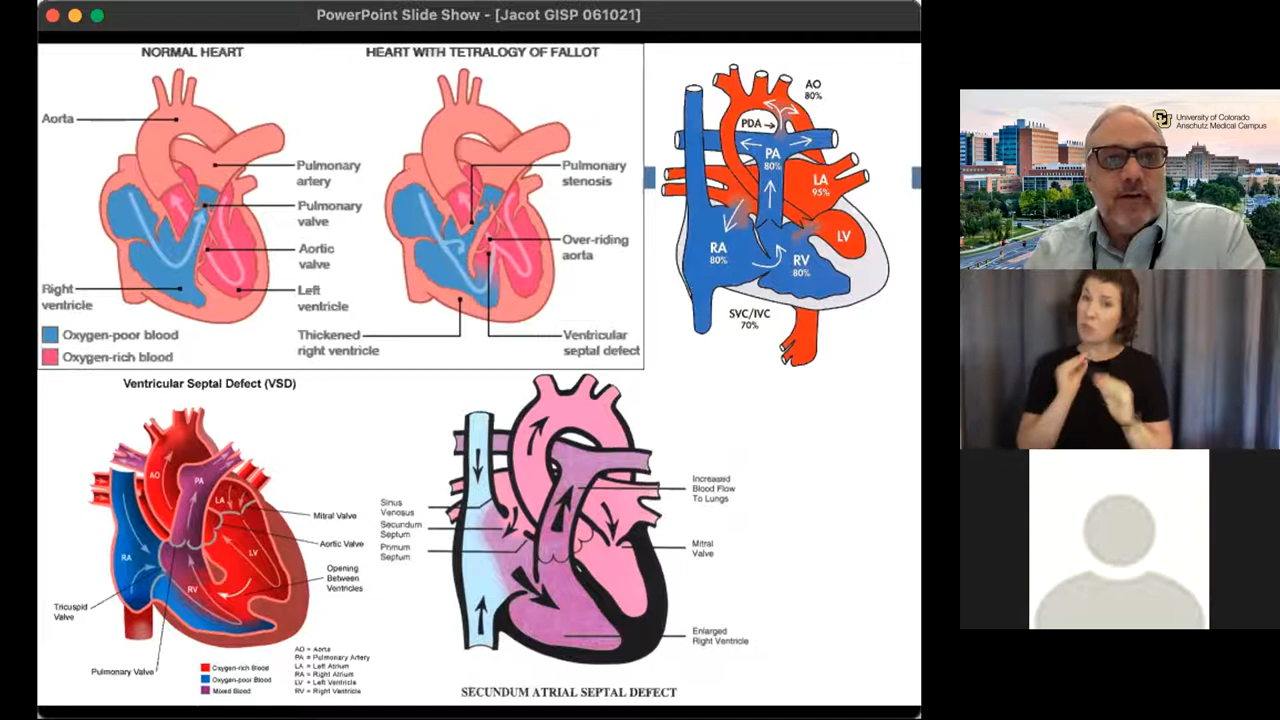 PowerPoint Slide Show - [Jacot GISP 061021]
NORMAL HEART
HEART WITH TETRALOGY OF FALLOT
Aorta
Pulmonary
artery
Pulmonary
valve
Aortic
valve
Right
ventricle
Left
ventricle
Oxygen-poor blood
Oxygen-rich blood
Pulmonary
stenosis
Over-riding
aorta
Thickened
right ventricle
Ventricular
septal defect
AO
80%
PDA
PA
80%
LA
95%
LV
RA
80%
RV
80%
SVC/IVC
70%
Ventricular Septal Defect (VSD)
AO
PA
LA
RA
LV
RV
Mitral Valve
Aortic Valve
Opening
Between
Ventricles
Tricuspid
Valve
Pulmonary Valve
Oxygen-rich Blood
Oxygen-poor Blood
Mixed Blood
AO = Aorta
PA = Pulmonary Artery
LA = Left Atrium
RA = Right Atrium
LV = Left Ventricle
RV = Right Ventricle
Sinus
Venosus
Secundum
Septum
Primum
Septum
Increased
Blood Flow
To Lungs
Mitral
Valve
Enlarged
Right Ventricle
SECUNDUM ATRIAL SEPTAL DEFECT
University of Colorado
Anschutz Medical Campus